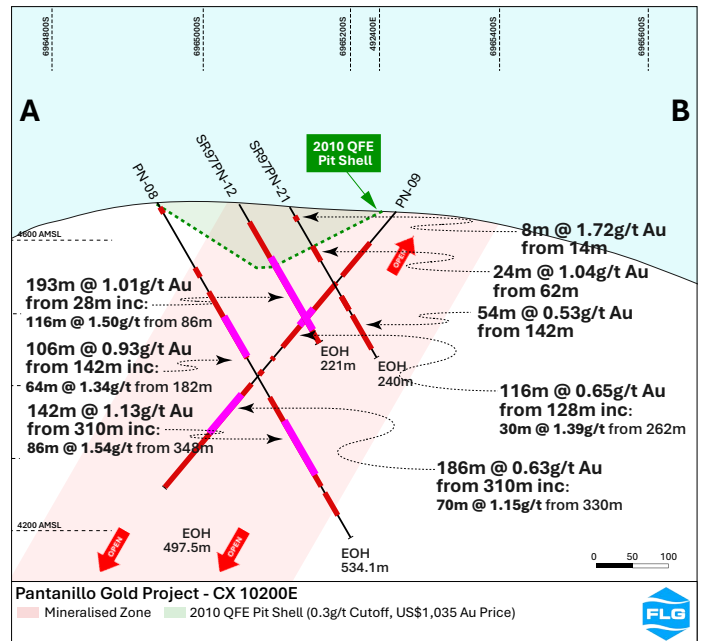 6964800S
6965000S
6965200S
492400E
6965400S
6965600S
A
B
2010 QFE
Pit Shell
PN-08
SR97PN-12
SR97PN-21
PN-09
4600 AMSL
8m @ 1.72g/t Au
from 14m
OPEN
24m @ 1.04g/t Au
from 62m
193m @ 1.01g/t Au
from 28m inc:
116m @ 1.50g/t from 86m
54m @ 0.53g/t Au
from 142m
106m @ 0.93g/t Au
from 142m inc:
64m @ 1.34g/t from 182m
EOH
221m
EOH
240m
116m @ 0.65g/t Au
from 128m inc:
30m @ 1.39g/t from 262m
142m @ 1.13g/t Au
from 310m inc:
86m @ 1.54g/t from 348m
186m @ 0.63g/t Au
from 310m inc:
70m @ 1.15g/t from 330m
4200 AMSL
OPEN
EOH
497.5m
OPEN
EOH
534.1m
0 50 100
Pantanillo Gold Project - CX 10200E
Mineralised Zone
2010 QFE Pit Shell (0.3g/t Cutoff, US$1,035 Au Price)
FLG